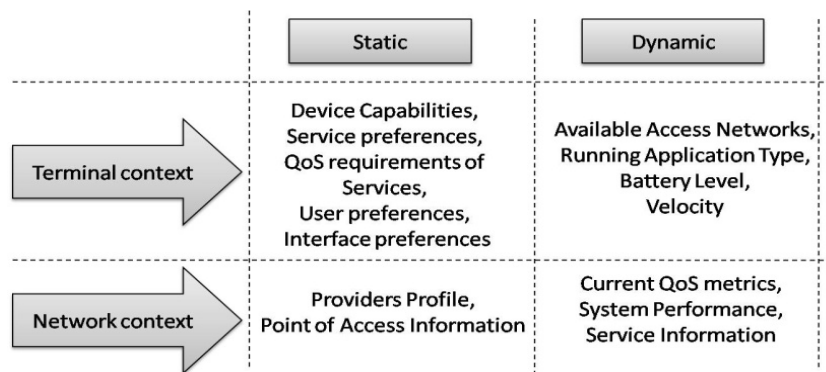 Static
Dynamic
Terminal context
Device Capabilities,
Service preferences,
QoS requirements of
Services,
User preferences,
Interface preferences
Available Access Networks,
Running Application Type,
Battery Level,
Velocity
Network context
Providers Profile,
Point of Access Information
Current QoS metrics,
System Performance,
Service Information